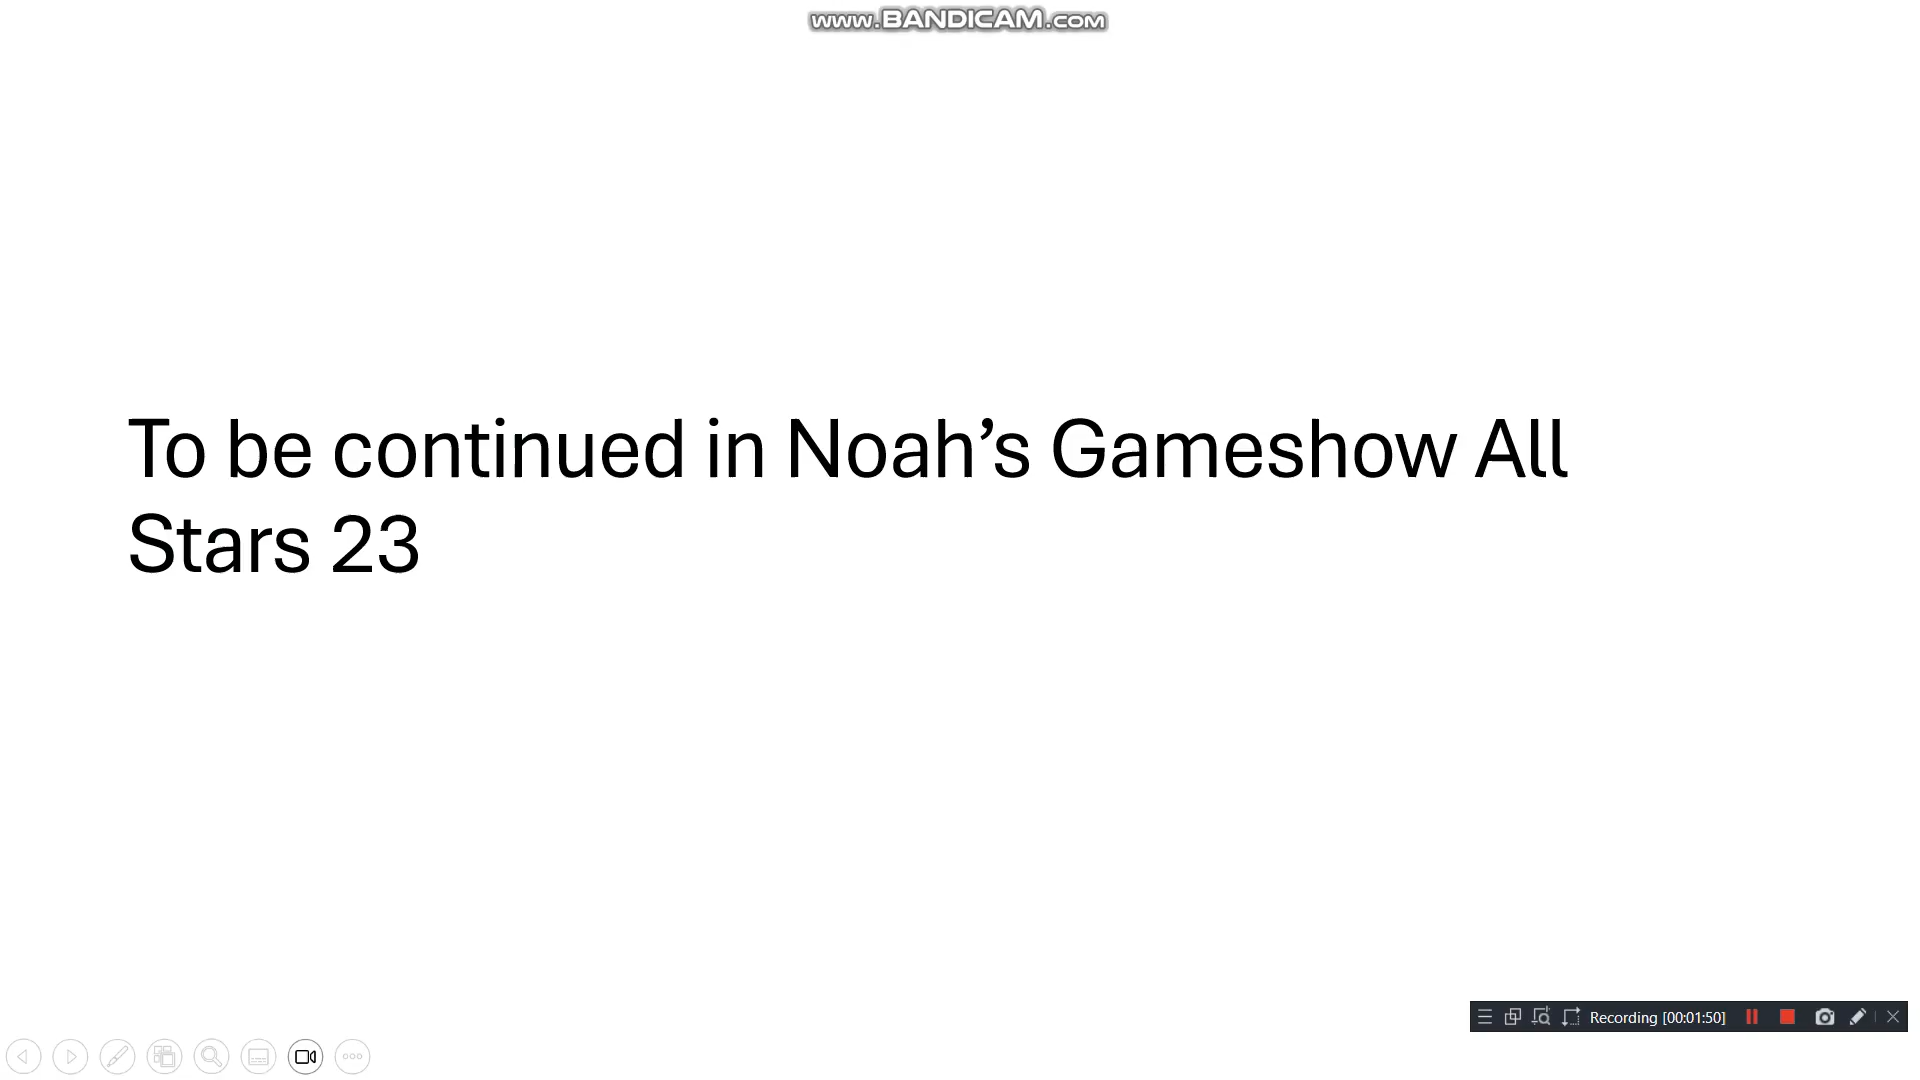 www.BANDICAM.com
To be continued in Noah’s Gameshow All
Stars 23
Recording [00:01:50]